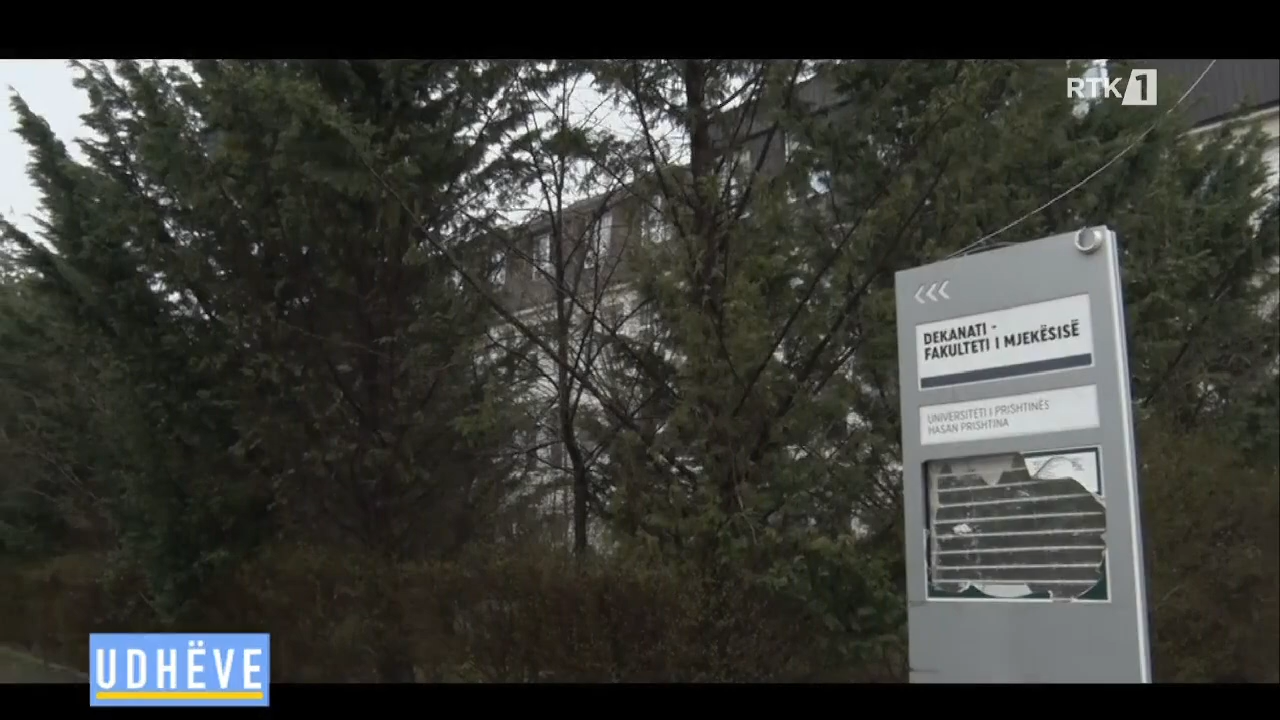 RTK 1
<<<
DEKANATI -
FAKULTETI I MJEKËSISË
UNIVERSITETI I PRISHTINËS
HASAN PRISHTINA
UDHËVE